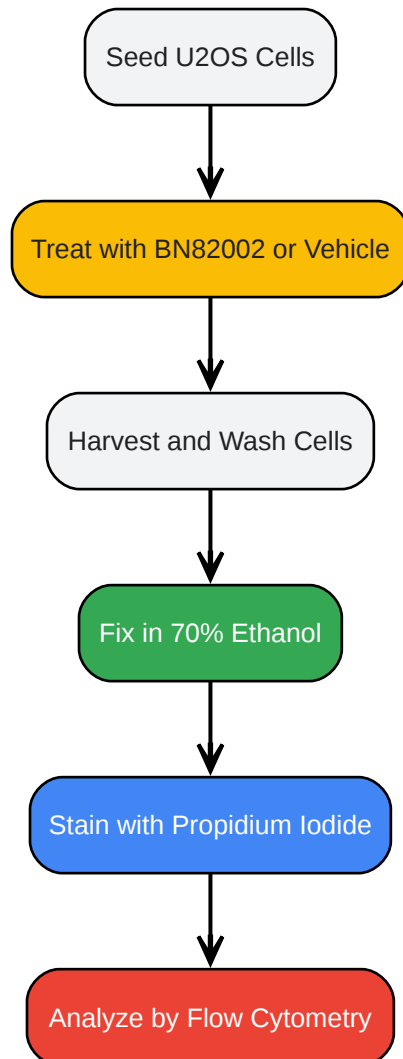 Seed U2OS Cells
Treat with BN82002 or Vehicle
Harvest and Wash Cells
Fix in 70% Ethanol
Stain with Propidium Iodide
Analyze by Flow Cytometry